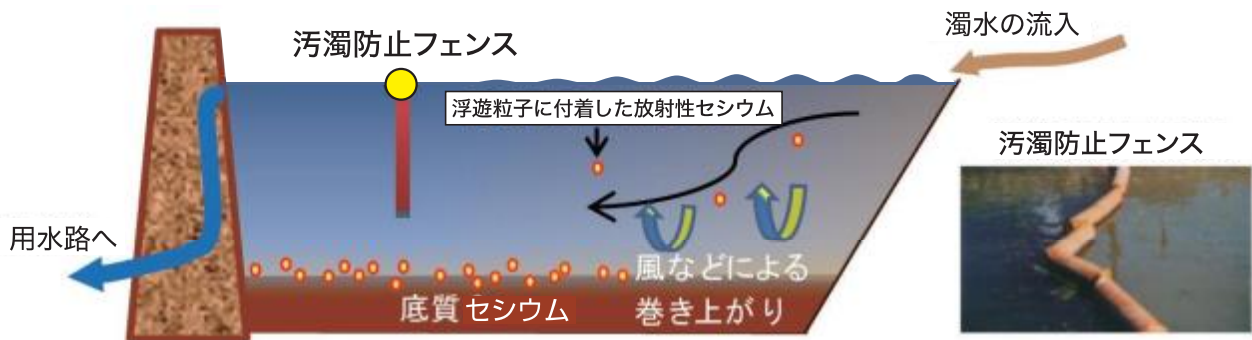 濁水の流入
汚濁防止フェンス
浮遊粒子に付着した放射性セシウム
汚濁防止フェンス
用水路へ
風などによる
巻き上がり
底質セシウム